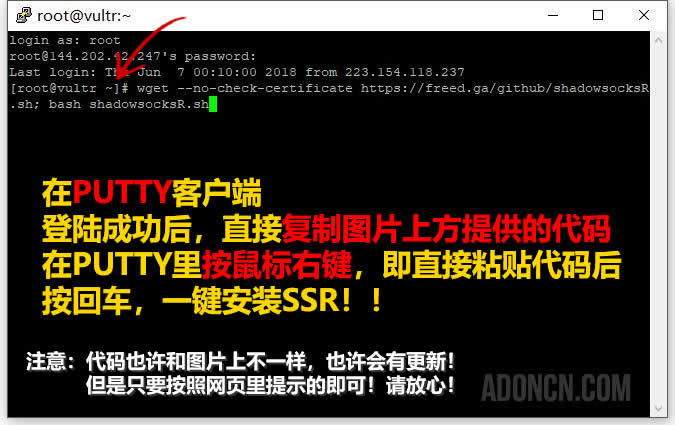 root@vultr:~
login as: root
root@144.202.42.247's password:
Last login: Thu Jun  7 00:10:00 2018 from 223.154.118.237
[root@vultr ~]# wget --no-check-certificate https://freed.ga/github/shadowsocksR
.sh; bash shadowsocksR.sh
在PUTTY客户端
登陆成功后，直接复制图片上方提供的代码
在PUTTY里按鼠标右键，即直接粘贴代码后
按回车，一键安装SSR！！
注意：代码也许和图片上不一样，也许会有更新！
但是只要按照网页里提示的即可！请放心！
ADONCN.COM